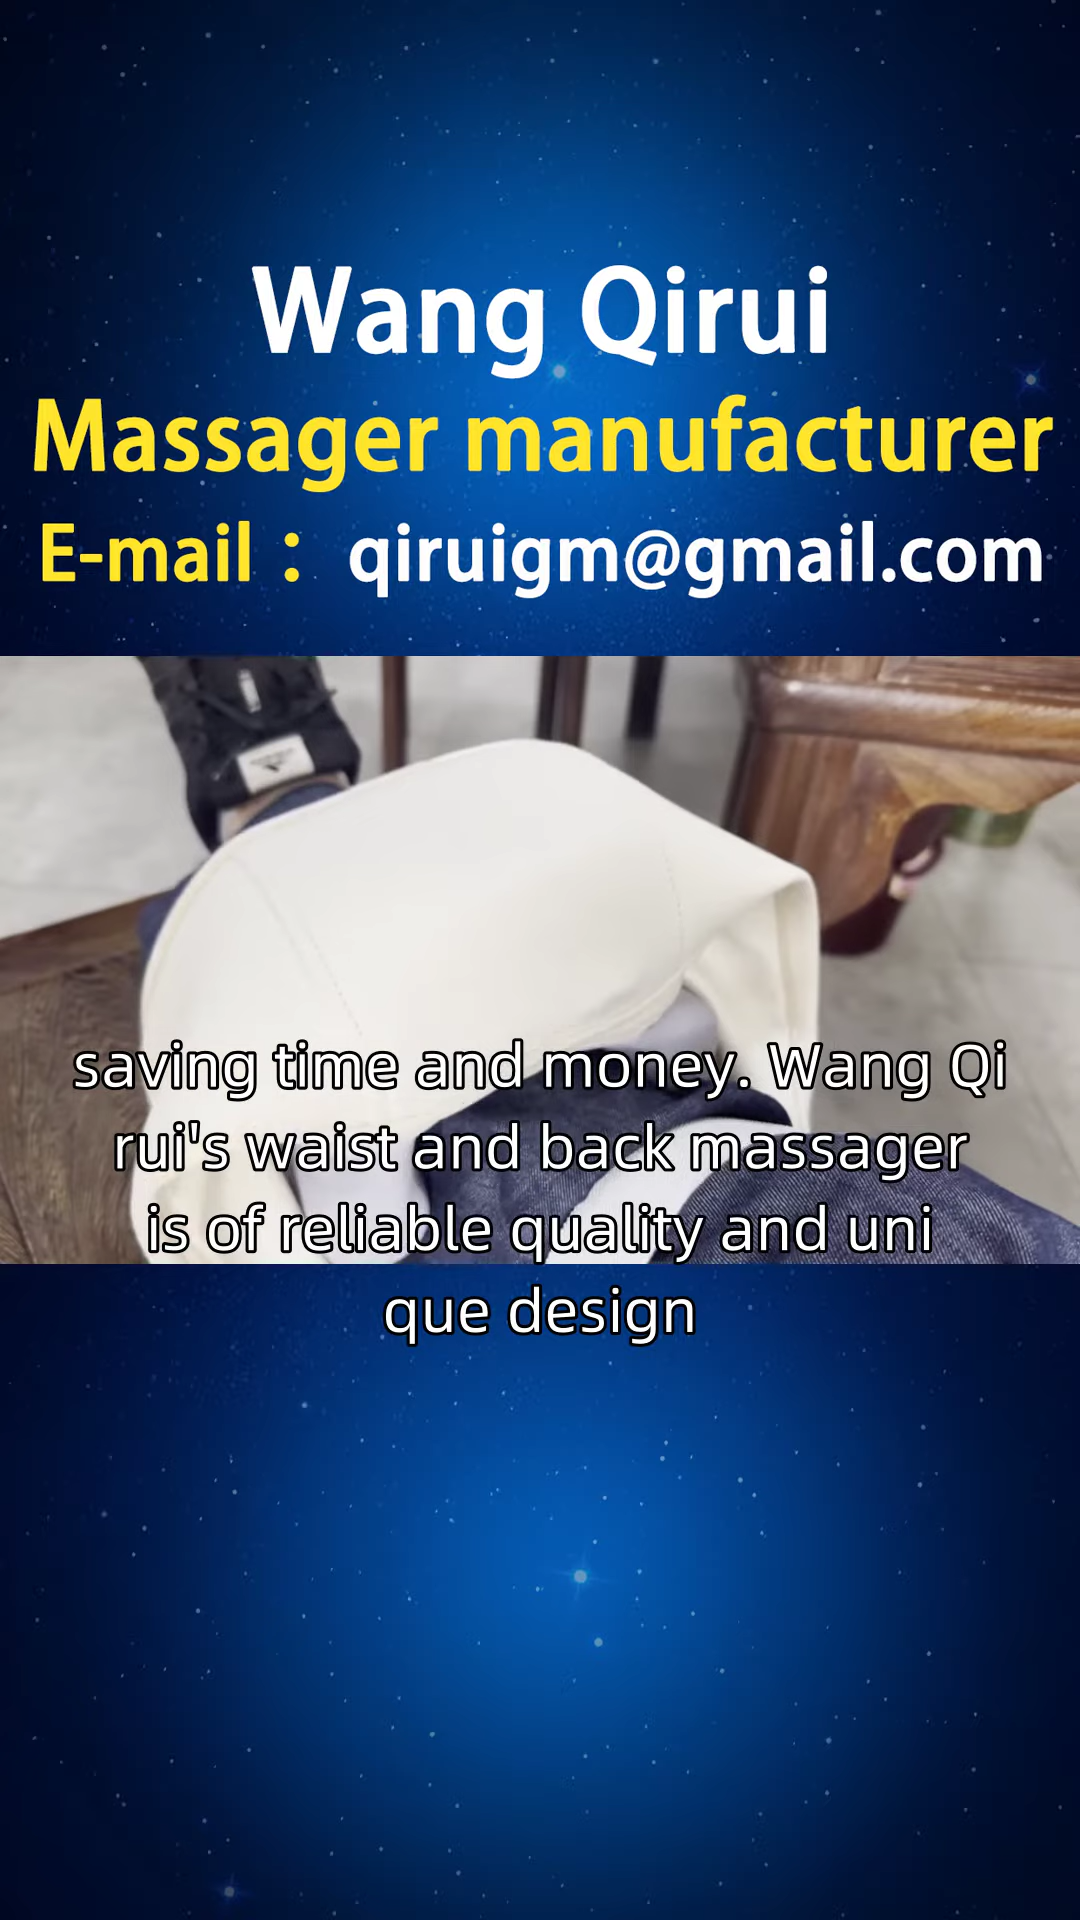 Wang Qirui
Massager manufacturer
E-mail： qiruigm@gmail.com
saving time and money. Wang Qi
rui's waist and back massager
is of reliable quality and uni
que design